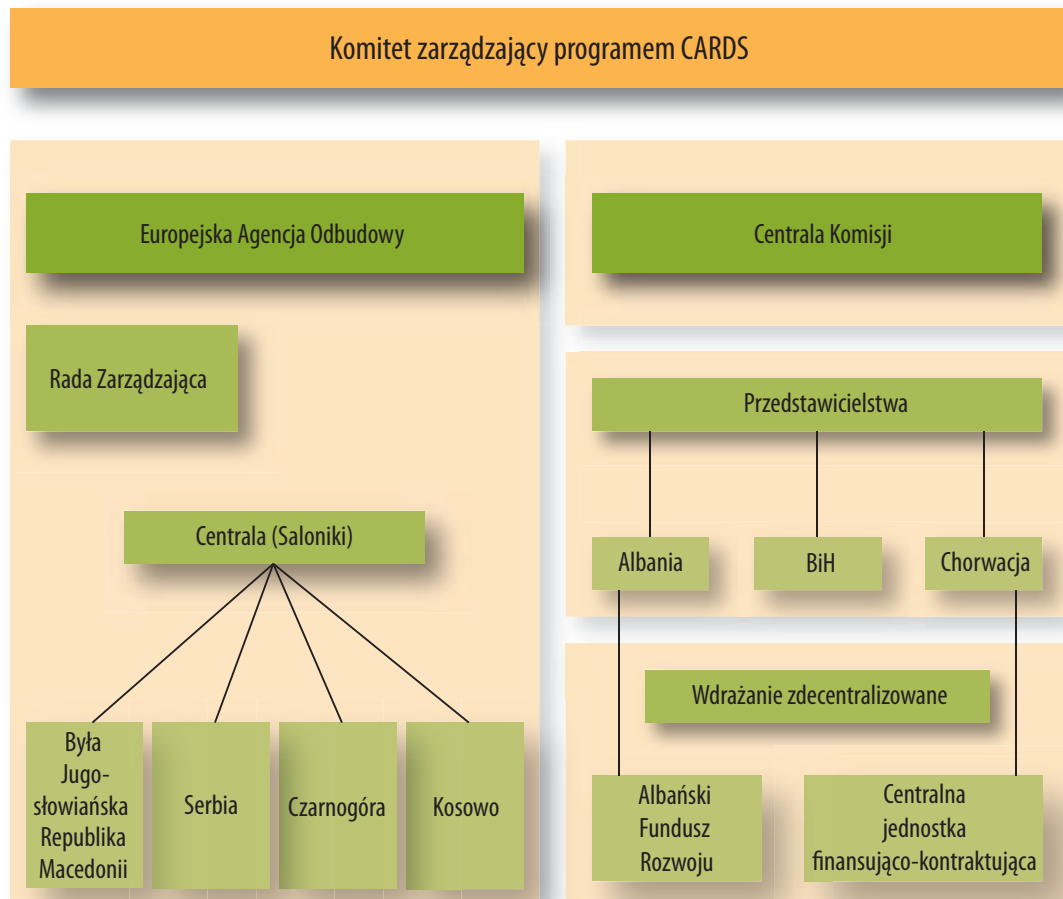 Komitet zarządzający programem CARDS
Europejska Agencja Odbudowy
Rada Zarządzająca
Centrala (Saloniki)
Była
Jugo-
słowiańska
Republika
Macedonii
Serbia
Czarnogóra
Kosowo
Centrala Komisji
Przedstawicielstwa
Albania
BiH
Chorwacja
Wdrażanie zdecentralizowane
Albański
Fundusz
Rozwoju
Centralna
jednostka
finansująco-kontraktująca